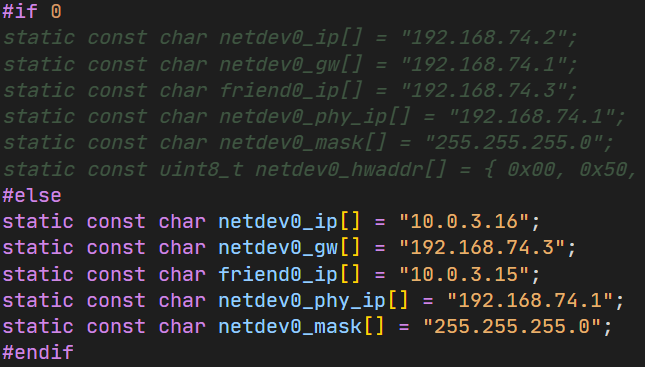 #if 0
static const char netdev0_ip[] = "192.168.74.2";
static const char netdev0_gw[] = "192.168.74.1";
static const char friend0_ip[] = "192.168.74.3";
static const char netdev0_phy_ip[] = "192.168.74.1";
static const char netdev0_mask[] = "255.255.255.0";
static const uint8_t netdev0_hwaddr[] = { 0x00, 0x50,
#else
static const char netdev0_ip[] = "10.0.3.16";
static const char netdev0_gw[] = "192.168.74.3";
static const char friend0_ip[] = "10.0.3.15";
static const char netdev0_phy_ip[] = "192.168.74.1";
static const char netdev0_mask[] = "255.255.255.0";
#endif